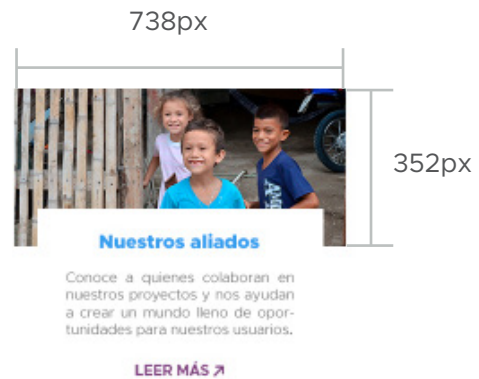 738px
352px
Nuestros aliados
Conoce a quienes colaboran en
nuestros proyectos y nos ayudan
a crear un mundo lleno de opor-
tunidades para nuestros usuarios.
LEER MÁS